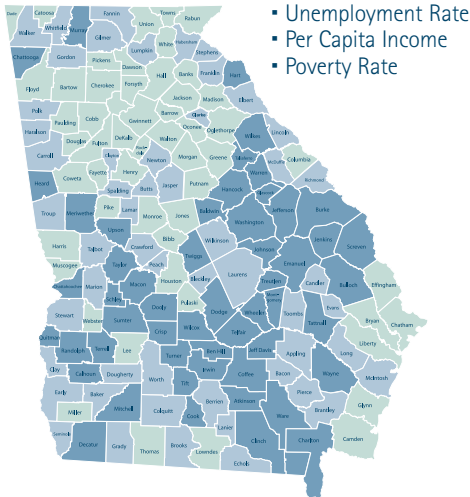 ▪ Unemployment Rate
▪ Per Capita Income
▪ Poverty Rate
Dade
Catoosa
Fannin
Towns
Rabun
Walker
Whitfield
Murray
Gilmer
Union
White
Habersham
Lumpkin
Stephens
Chattooga
Gordon
Pickens
Dawson
Hall
Banks
Franklin
Hart
Floyd
Bartow
Cherokee
Forsyth
Jackson
Madison
Elbert
Polk
Paulding
Cobb
Gwinnett
Barrow
Clarke
Oconee
Oglethorpe
Wilkes
Lincoln
Haralson
Douglas
Fulton
DeKalb
Walton
Carroll
Fayette
Henry
Newton
Morgan
Greene
Columbia
McDuffie
Warren
Richmond
Heard
Coweta
Spalding
Butts
Jasper
Putnam
Hancock
Glascock
Troup
Meriwether
Pike
Lamar
Monroe
Jones
Baldwin
Washington
Jefferson
Burke
Upson
Bibb
Wilkinson
Johnson
Jenkins
Screven
Harris
Talbot
Crawford
Twiggs
Emanuel
Muscogee
Taylor
Peach
Houston
Bleckley
Laurens
Treutlen
Candler
Bulloch
Effingham
Chattahoochee
Marion
Schley
Macon
Pulaski
Dodge
Wheeler
Toombs
Evans
Tattnall
Bryan
Chatham
Stewart
Webster
Sumter
Dooly
Crisp
Wilcox
Telfair
Liberty
Quitman
Randolph
Terrell
Lee
Turner
Ben Hill
Jeff Davis
Appling
Long
Clay
Calhoun
Dougherty
Worth
Irwin
Coffee
Bacon
Wayne
McIntosh
Early
Baker
Tift
Pierce
Miller
Mitchell
Colquitt
Cook
Berrien
Atkinson
Ware
Brantley
Glynn
Lanier
Seminole
Decatur
Grady
Thomas
Brooks
Lowndes
Clinch
Charlton
Camden
Echols